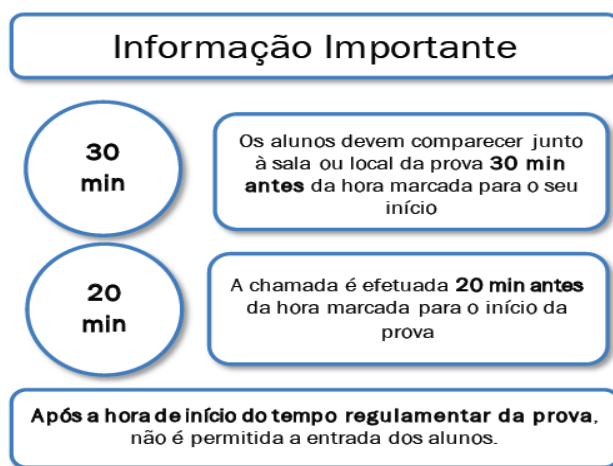 Informação Importante
30
min
Os alunos devem comparecer junto
à sala ou local da prova 30 min
antes da hora marcada para o seu
início
20
min
A chamada é efetuada 20 min antes
da hora marcada para o início da
prova
Após a hora de início do tempo regulamentar da prova,
não é permitida a entrada dos alunos.